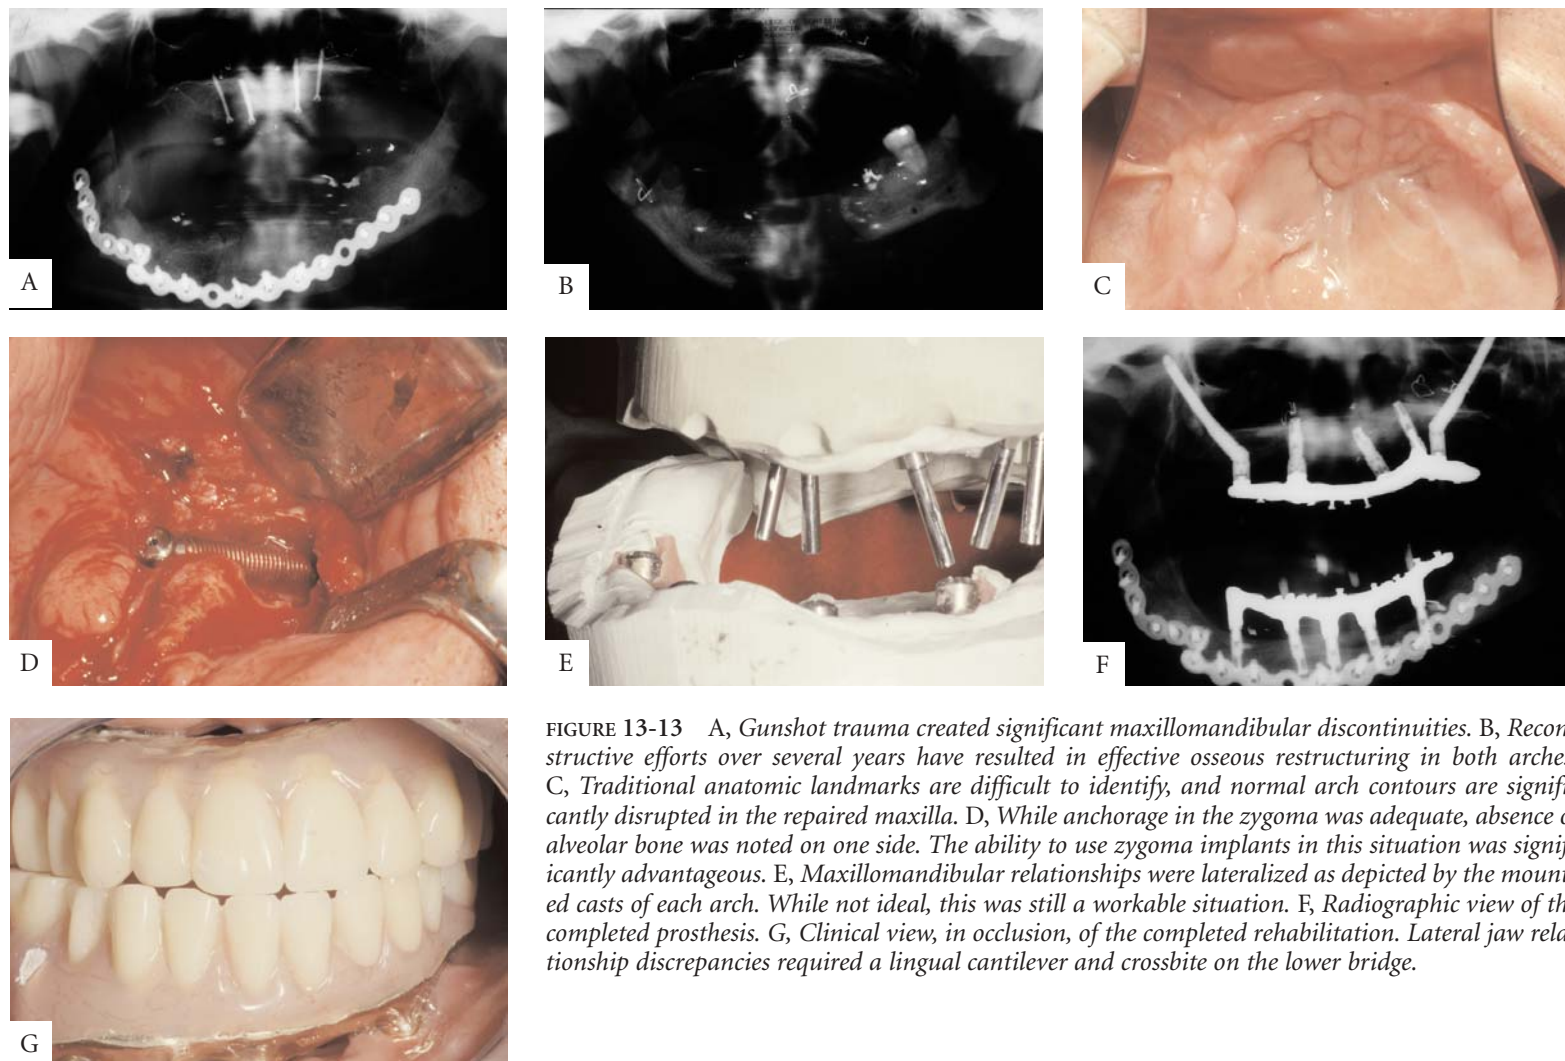 A
B
C
D
E
F
G
FIGURE 13-13 A, Gunshot trauma created significant maxillomandibular discontinuities. B, Recon
structive efforts over several years have resulted in effective osseous restructuring in both arche
C, Traditional anatomic landmarks are difficult to identify, and normal arch contours are signifi
cantly disrupted in the repaired maxilla. D, While anchorage in the zygoma was adequate, absence o
alveolar bone was noted on one side. The ability to use zygoma implants in this situation was signif
icantly advantageous. E, Maxillomandibular relationships were lateralized as depicted by the mount
ed casts of each arch. While not ideal, this was still a workable situation. F, Radiographic view of th
completed prosthesis. G, Clinical view, in occlusion, of the completed rehabilitation. Lateral jaw rela
tionship discrepancies required a lingual cantilever and crossbite on the lower bridge.